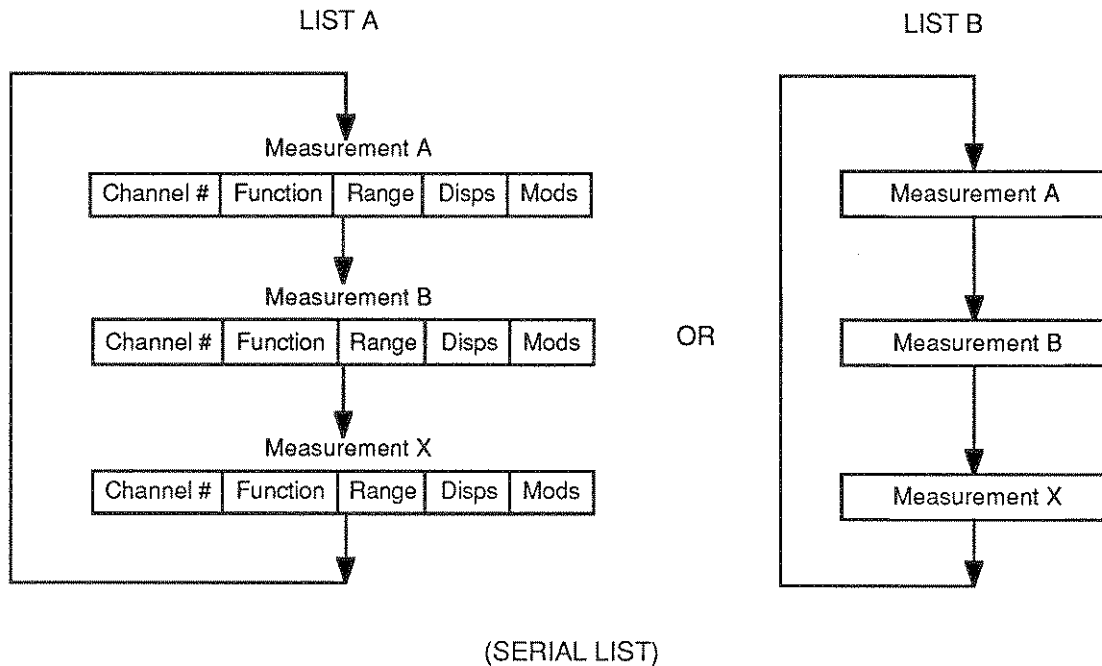 LIST A
Measurement A
Channel # Function Range Disps Mods
Measurement B
Channel # Function Range Disps Mods
Measurement X
Channel # Function Range Disps Mods
OR
LIST B
Measurement A
Measurement B
Measurement X
(SERIAL LIST)